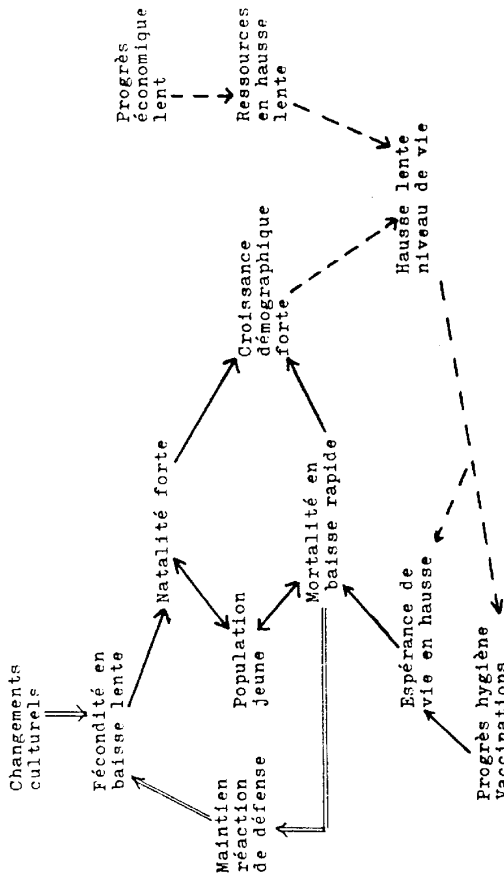 Changements
culturels
Fécondité en
baisse lente
Maintien
réaction
de défense
Natalité forte
Population
jeune
Mortalité en
baisse rapide
Espérance de
vie en hausse
Progrès hygiène
Vaccinations
Croissance
démographique
forte
Progrès
économique
lent
Ressources
en hausse
lente
Hausse lente
niveau de vie